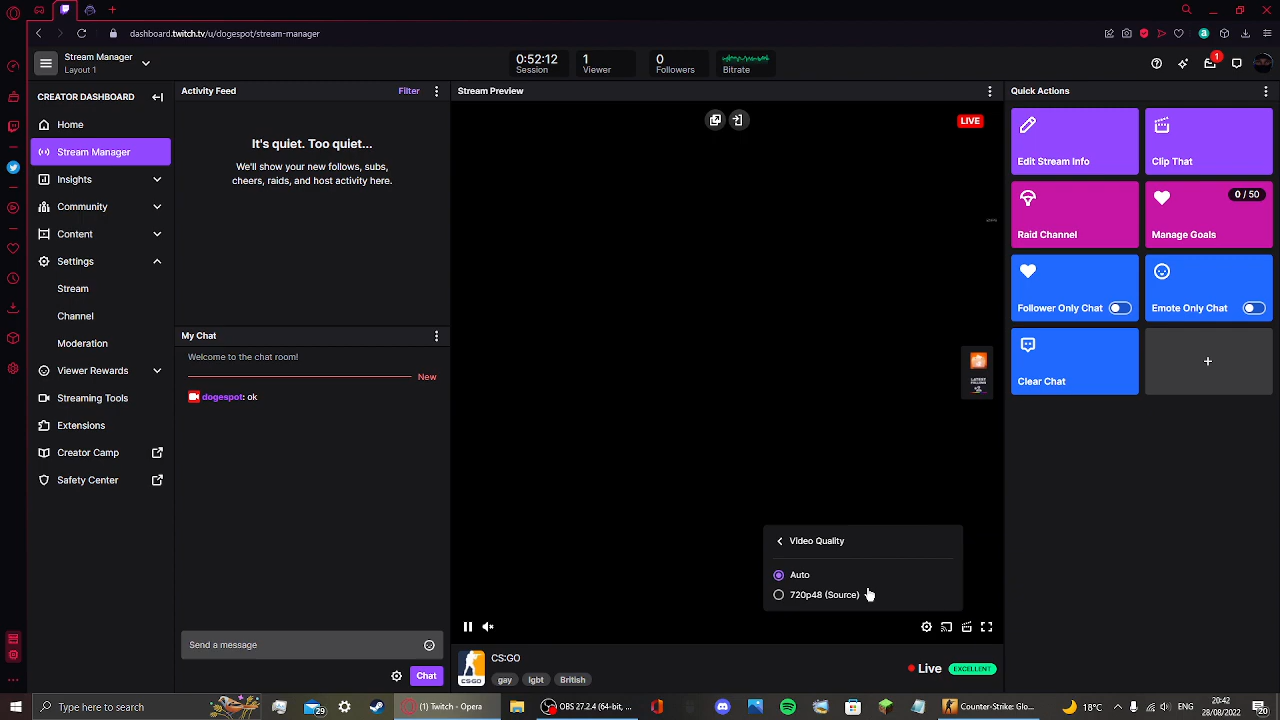 dashboard.twitch.tv/u/dogespot/stream-manager
Stream Manager
Layout 1
0:52:12
Session
1
Viewer
0
Followers
Bitrate
1
CREATOR DASHBOARD
Home
Stream Manager
Insights
Community
Content
Settings
Stream
Channel
Moderation
Viewer Rewards
Streaming Tools
Extensions
Creator Camp
Safety Center
Activity Feed
Filter
It's quiet. Too quiet...
We'll show your new follows, subs,
cheers, raids, and host activity here.
My Chat
Welcome to the chat room!
New
dogespot: ok
Send a message
Chat
Stream Preview
LIVE
LATEST
Video Quality
Auto
720p48 (Source)
CS:GO
CS:GO
gay
lgbt
British
Live
EXCELLENT
Quick Actions
Edit Stream Info
Clip That
Raid Channel
0 / 50
Manage Goals
Follower Only Chat
Emote Only Chat
Clear Chat
+
Type here to search
29
(1) Twitch - Opera
OBS 27.2.4 (64-bit, ...
Counter-Strike: Glo...
18°C
20:42
28/08/2022
20